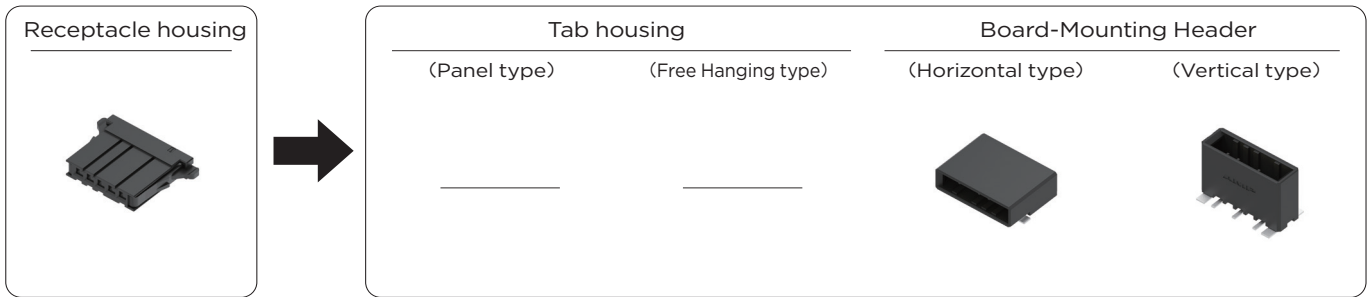 Receptacle housing
Tab housing
Board-Mounting Header
(Panel type)
(Free Hanging type)
(Horizontal type)
(Vertical type)